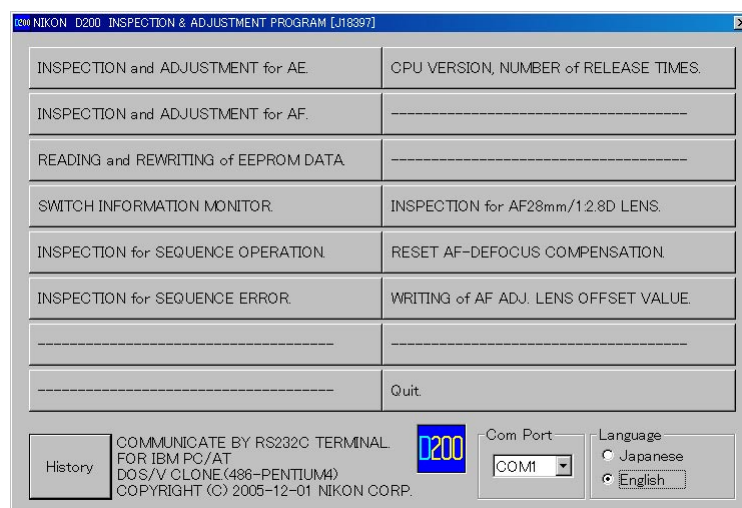 NIKON D200 INSPECTION & ADJUSTMENT PROGRAM [J18397]
INSPECTION and ADJUSTMENT for AE.
CPU VERSION, NUMBER of RELEASE TIMES.
INSPECTION and ADJUSTMENT for AF.
------------------------------------
READING and REWRITING of EEPROM DATA.
------------------------------------
SWITCH INFORMATION MONITOR.
INSPECTION for AF28mm/1:2.8D LENS.
INSPECTION for SEQUENCE OPERATION.
RESET AF-DEFOCUS COMPENSATION.
INSPECTION for SEQUENCE ERROR.
WRITING of AF ADJ. LENS OFFSET VALUE.
------------------------------------
------------------------------------
------------------------------------
Quit.
History
COMMUNICATE BY RS232C TERMINAL.
FOR IBM PC/AT
DOS/V CLONE.(486-PENTIUM4)
COPYRIGHT (C) 2005-12-01 NIKON CORP.
D200
Com Port
COM1
Language
Japanese
English